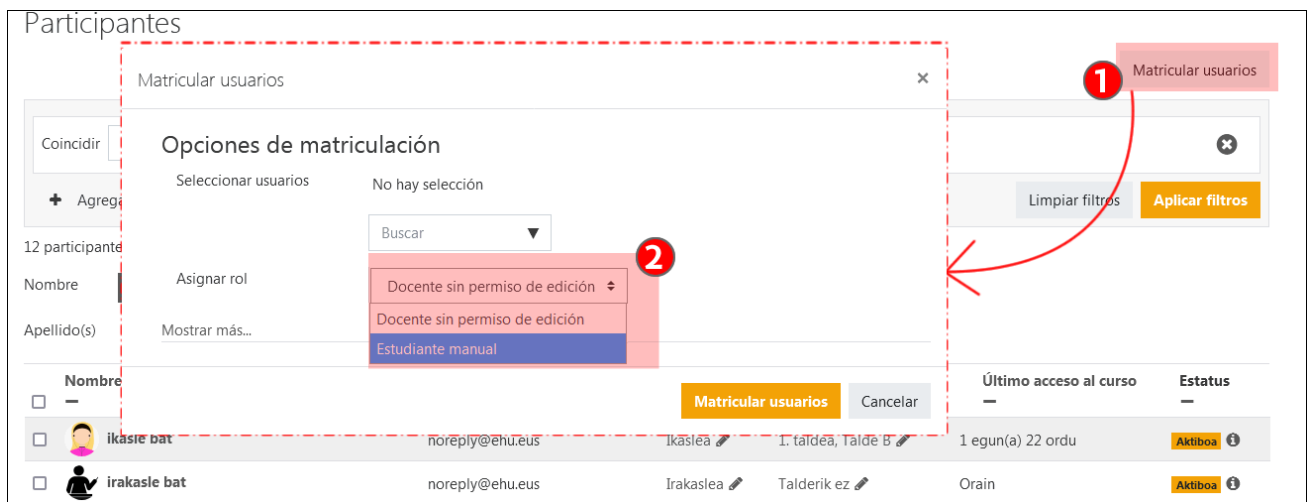 Participantes
Matricular usuarios
×
1
Matricular usuarios
Coincidir
Opciones de matriculación
Seleccionar usuarios
No hay selección
+ Agrega
Limpiar filtros
Aplicar filtros
Buscar
12 participante
2
Nombre
Asignar rol
Docente sin permiso de edición
Docente sin permiso de edición
Apellido(s)
Mostrar más...
Estudiante manual
Nombre
Último acceso al curso
Estatus
Matricular usuarios
Cancelar
ikasle bat
noreply@ehu.eus
Ikaslea
1. taldea, Talde B
1 egun(a) 22 ordu
Aktiboa
irakasle bat
noreply@ehu.eus
Irakaslea
Talderik ez
Orain
Aktiboa